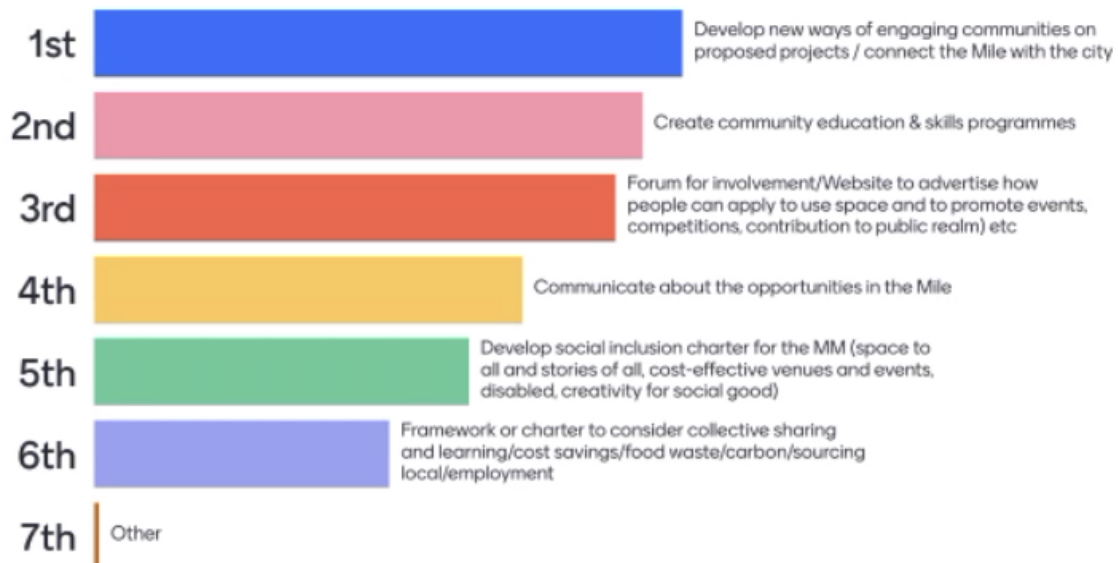 1st
Develop new ways of engaging communities on
proposed projects / connect the Mile with the city
2nd
Create community education & skills programmes
3rd
Forum for involvement/Website to advertise how
people can apply to use space and to promote events,
competitions, contribution to public realm) etc
4th
Communicate about the opportunities in the Mile
5th
Develop social inclusion charter for the MM (space to
all and stories of all, cost-effective venues and events,
disabled, creativity for social good)
6th
Framework or charter to consider collective sharing
and learning/cost savings/food waste/carbon/sourcing
local/employment
7th
Other